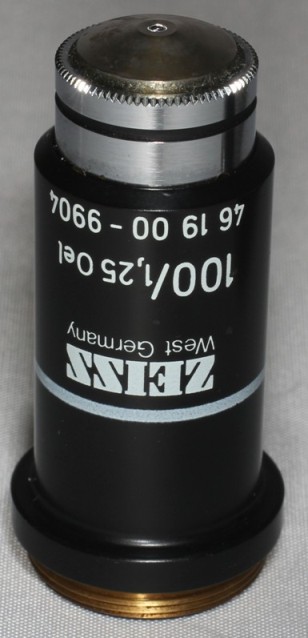 ZEISS
West Germany
100/1,25 Oel
46 19 00 - 9904